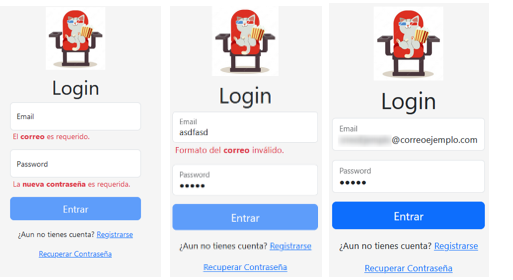 Login
Email
El correo es requerido.
Password
La nueva contraseña es requerida.
Entrar
¿Aun no tienes cuenta? Registrarse
Recuperar Contraseña
Login
Email
asdfasd
Formato del correo inválido.
Password
●●●●●
Entrar
¿Aun no tienes cuenta? Registrarse
Recuperar Contraseña
Login
Email
@correoejemplo.com
Password
●●●●●
Entrar
¿Aun no tienes cuenta? Registrarse
Recuperar Contraseña